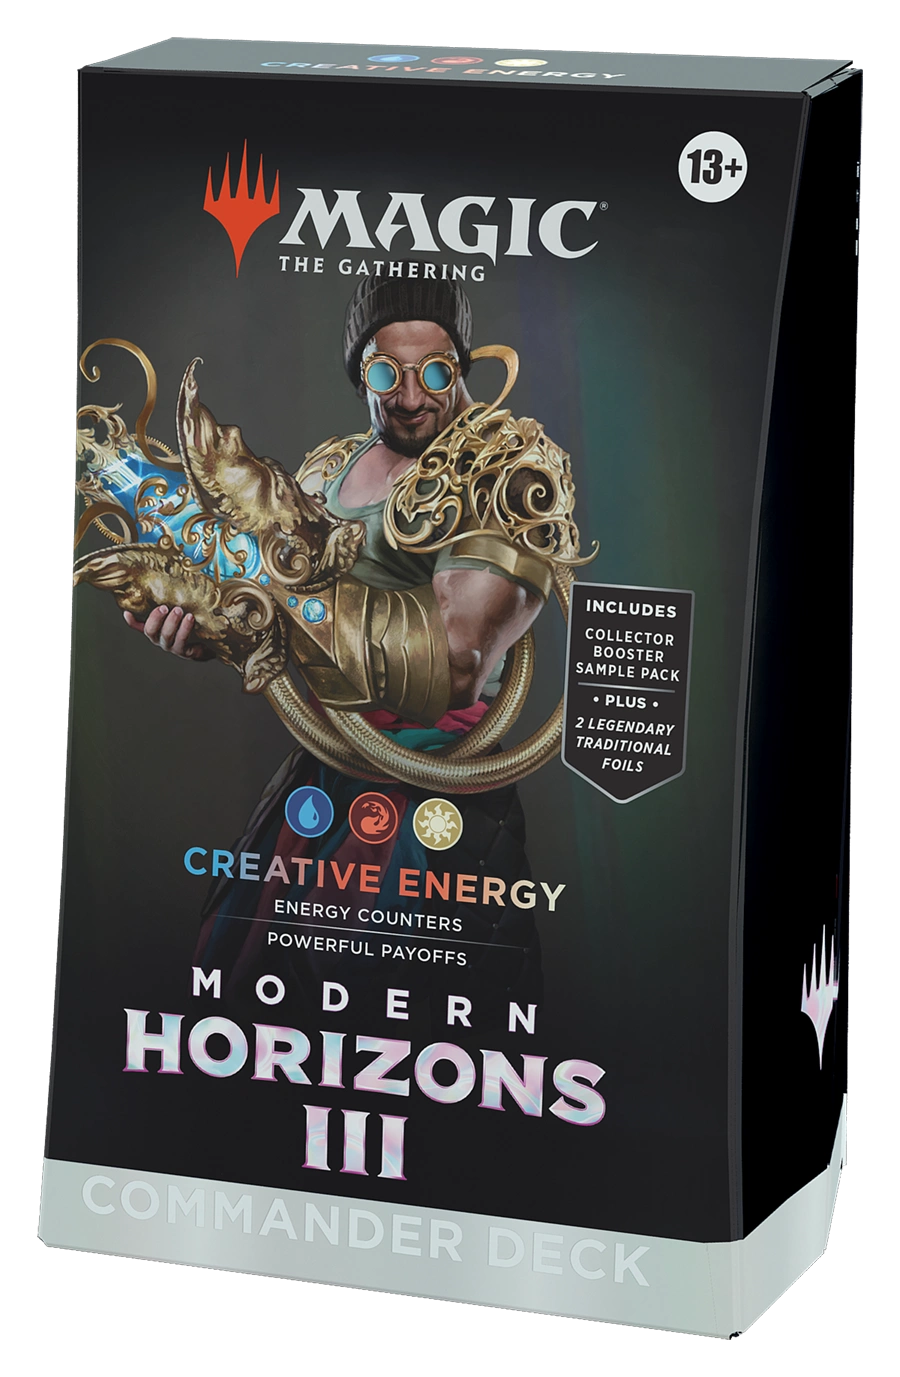 CREATIVE ENERGY
13+
MAGIC®
THE GATHERING
INCLUDES
COLLECTOR
BOOSTER
SAMPLE PACK
• PLUS •
2 LEGENDARY
TRADITIONAL
FOILS
CREATIVE ENERGY
ENERGY COUNTERS
POWERFUL PAYOFFS
MODERN
HORIZONS
III
COMMANDER DECK